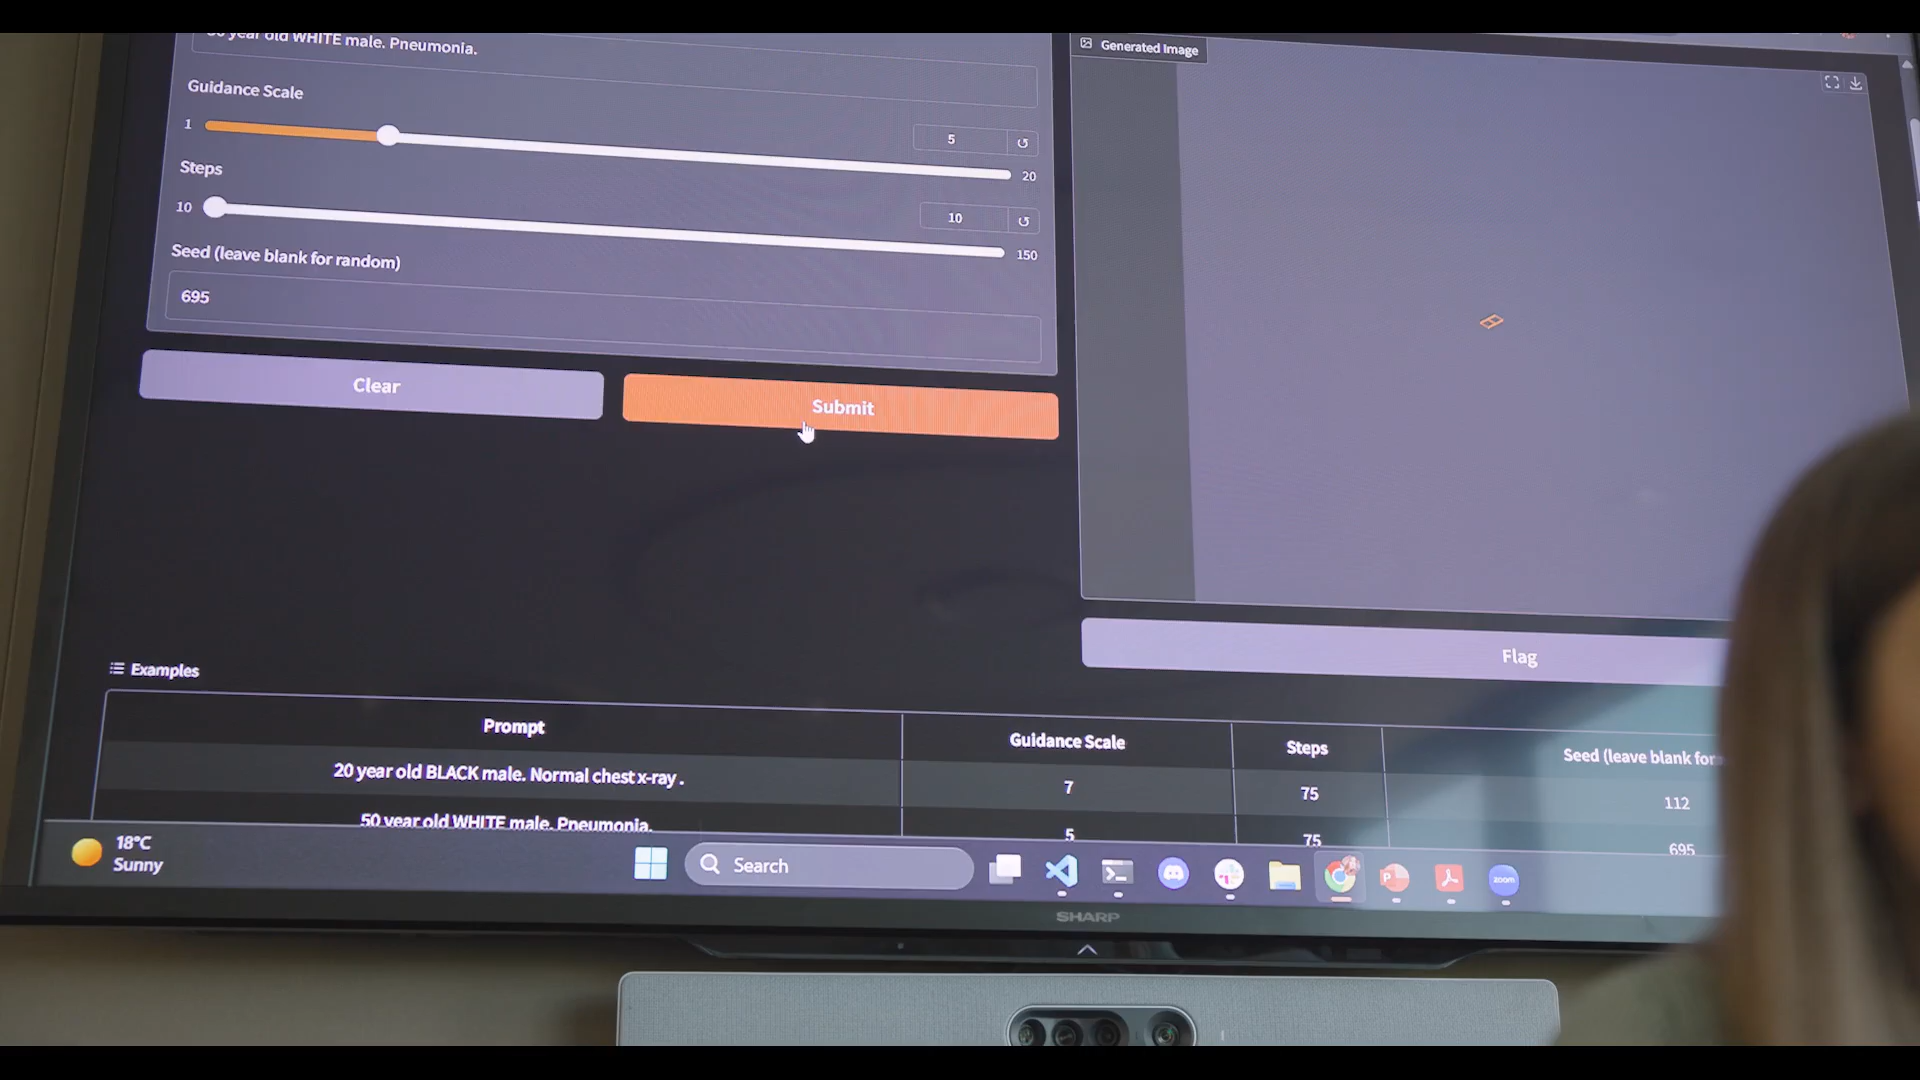 year old WHITE male. Pneumonia.
Guidance Scale
1
5
20
Steps
10
10
150
Seed (leave blank for random)
695
Clear
Submit
Generated Image
Flag
Examples
Prompt
Guidance Scale
Steps
Seed (leave blank for
20 year old BLACK male. Normal chest x-ray .
7
75
112
50 year old WHITE male. Pneumonia.
5
75
695
18°C
Sunny
Search
zoom
SHARP